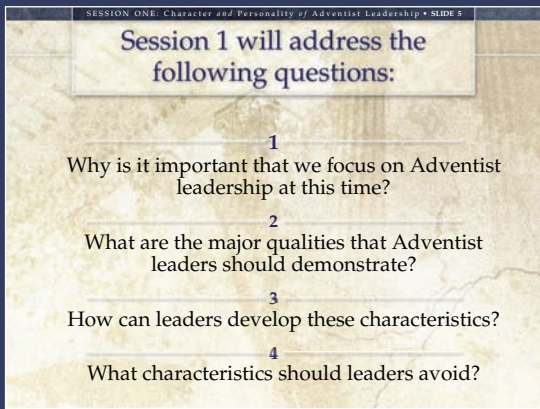 SESSION ONE: Character and Personality of Adventist Leadership • SLIDE 5
Session 1 will address the
following questions:
1
Why is it important that we focus on Adventist
leadership at this time?
2
What are the major qualities that Adventist
leaders should demonstrate?
3
How can leaders develop these characteristics?
4
What characteristics should leaders avoid?